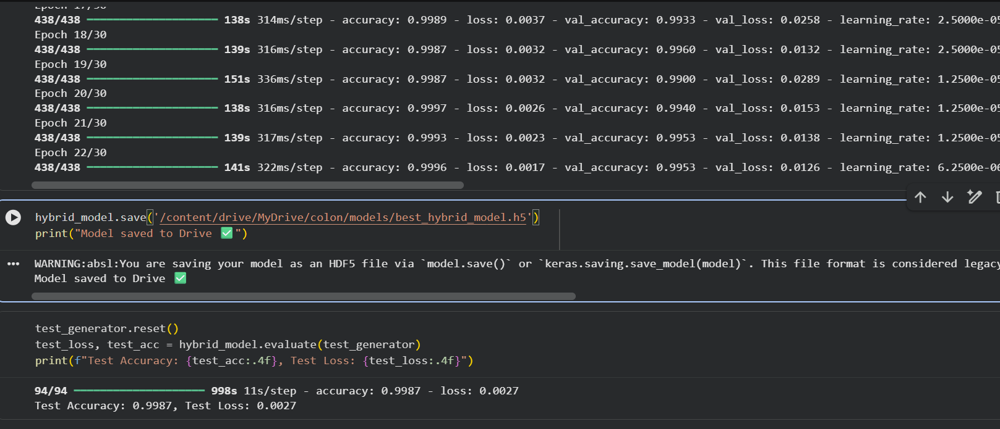 Epoch 17/30
438/438 ━━━━━━━━━━━━━━━━━━━━ 138s 314ms/step - accuracy: 0.9989 - loss: 0.0037 - val_accuracy: 0.9933 - val_loss: 0.0258 - learning_rate: 2.5000e-05
Epoch 18/30
438/438 ━━━━━━━━━━━━━━━━━━━━ 139s 316ms/step - accuracy: 0.9987 - loss: 0.0032 - val_accuracy: 0.9960 - val_loss: 0.0132 - learning_rate: 2.5000e-05
Epoch 19/30
438/438 ━━━━━━━━━━━━━━━━━━━━ 151s 336ms/step - accuracy: 0.9987 - loss: 0.0032 - val_accuracy: 0.9900 - val_loss: 0.0289 - learning_rate: 1.2500e-05
Epoch 20/30
438/438 ━━━━━━━━━━━━━━━━━━━━ 138s 316ms/step - accuracy: 0.9997 - loss: 0.0026 - val_accuracy: 0.9940 - val_loss: 0.0153 - learning_rate: 1.2500e-05
Epoch 21/30
438/438 ━━━━━━━━━━━━━━━━━━━━ 139s 317ms/step - accuracy: 0.9993 - loss: 0.0023 - val_accuracy: 0.9953 - val_loss: 0.0138 - learning_rate: 1.2500e-05
Epoch 22/30
438/438 ━━━━━━━━━━━━━━━━━━━━ 141s 322ms/step - accuracy: 0.9996 - loss: 0.0017 - val_accuracy: 0.9953 - val_loss: 0.0126 - learning_rate: 6.2500e-06
hybrid_model.save('/content/drive/MyDrive/colon/models/best_hybrid_model.h5')
print("Model saved to Drive ✅")
WARNING:absl:You are saving your model as an HDF5 file via `model.save()` or `keras.saving.save_model(model)`. This file format is considered legacy
Model saved to Drive ✅
test_generator.reset()
test_loss, test_acc = hybrid_model.evaluate(test_generator)
print(f"Test Accuracy: {test_acc:.4f}, Test Loss: {test_loss:.4f}")
94/94 ━━━━━━━━━━━━━━━━━━━━ 998s 11s/step - accuracy: 0.9987 - loss: 0.0027
Test Accuracy: 0.9987, Test Loss: 0.0027